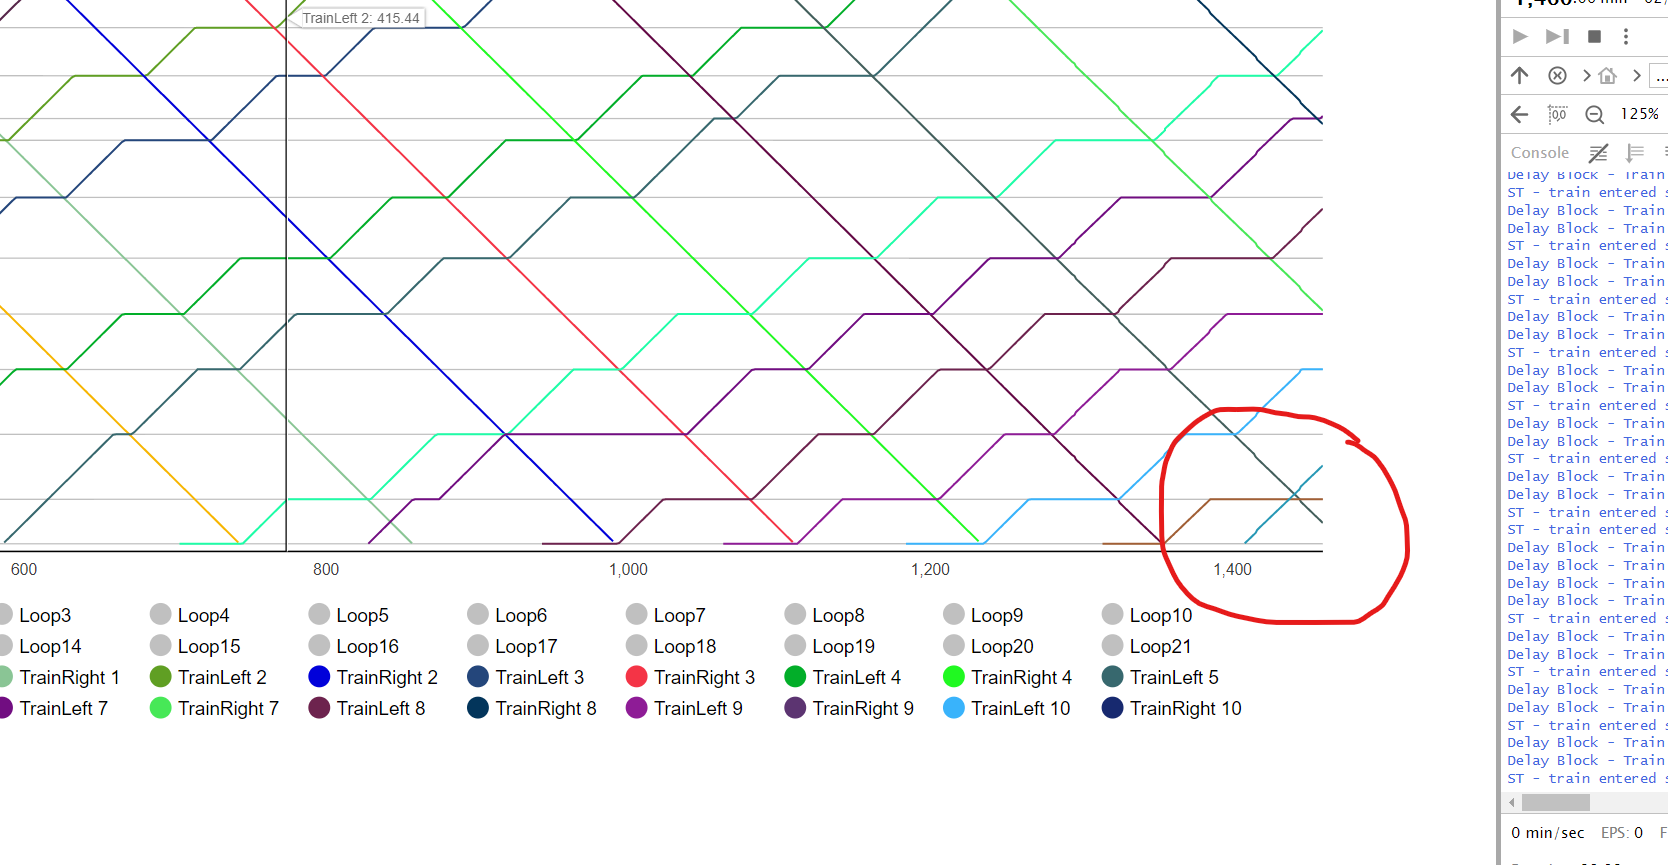 TrainLeft 2: 415.44
600 800 1,000 1,200 1,400
Loop3 Loop4 Loop5 Loop6 Loop7 Loop8 Loop9 Loop10
Loop14 Loop15 Loop16 Loop17 Loop18 Loop19 Loop20 Loop21
TrainRight 1 TrainLeft 2 TrainRight 2 TrainLeft 3 TrainRight 3 TrainLeft 4 TrainRight 4 TrainLeft 5
TrainLeft 7 TrainRight 7 TrainLeft 8 TrainRight 8 TrainLeft 9 TrainRight 9 TrainLeft 10 TrainRight 10
...
125%
Console
Delay Block - Train
ST - train entered s
Delay Block - Train
Delay Block - Train
ST - train entered s
Delay Block - Train
Delay Block - Train
ST - train entered s
Delay Block - Train
Delay Block - Train
ST - train entered s
Delay Block - Train
Delay Block - Train
ST - train entered s
Delay Block - Train
Delay Block - Train
ST - train entered s
Delay Block - Train
Delay Block - Train
ST - train entered s
ST - train entered s
Delay Block - Train
Delay Block - Train
Delay Block - Train
Delay Block - Train
ST - train entered s
Delay Block - Train
Delay Block - Train
ST - train entered s
Delay Block - Train
Delay Block - Train
ST - train entered s
Delay Block - Train
Delay Block - Train
ST - train entered s
0 min/sec EPS: 0 F